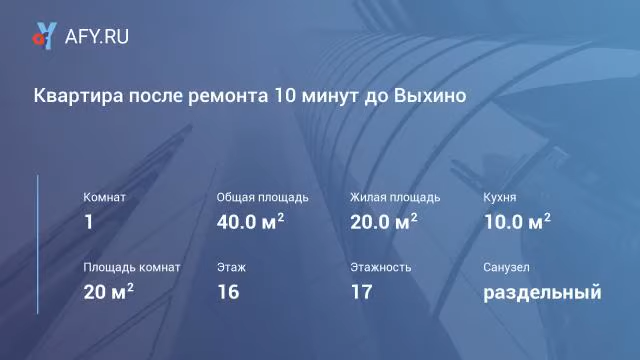 AFY.RU
Квартира после ремонта 10 минут до Выхино
Комнат
1
Общая площадь
40.0 м²
Жилая площадь
20.0 м²
Кухня
10.0 м²
Площадь комнат
20 м²
Этаж
16
Этажность
17
Санузел
раздельный